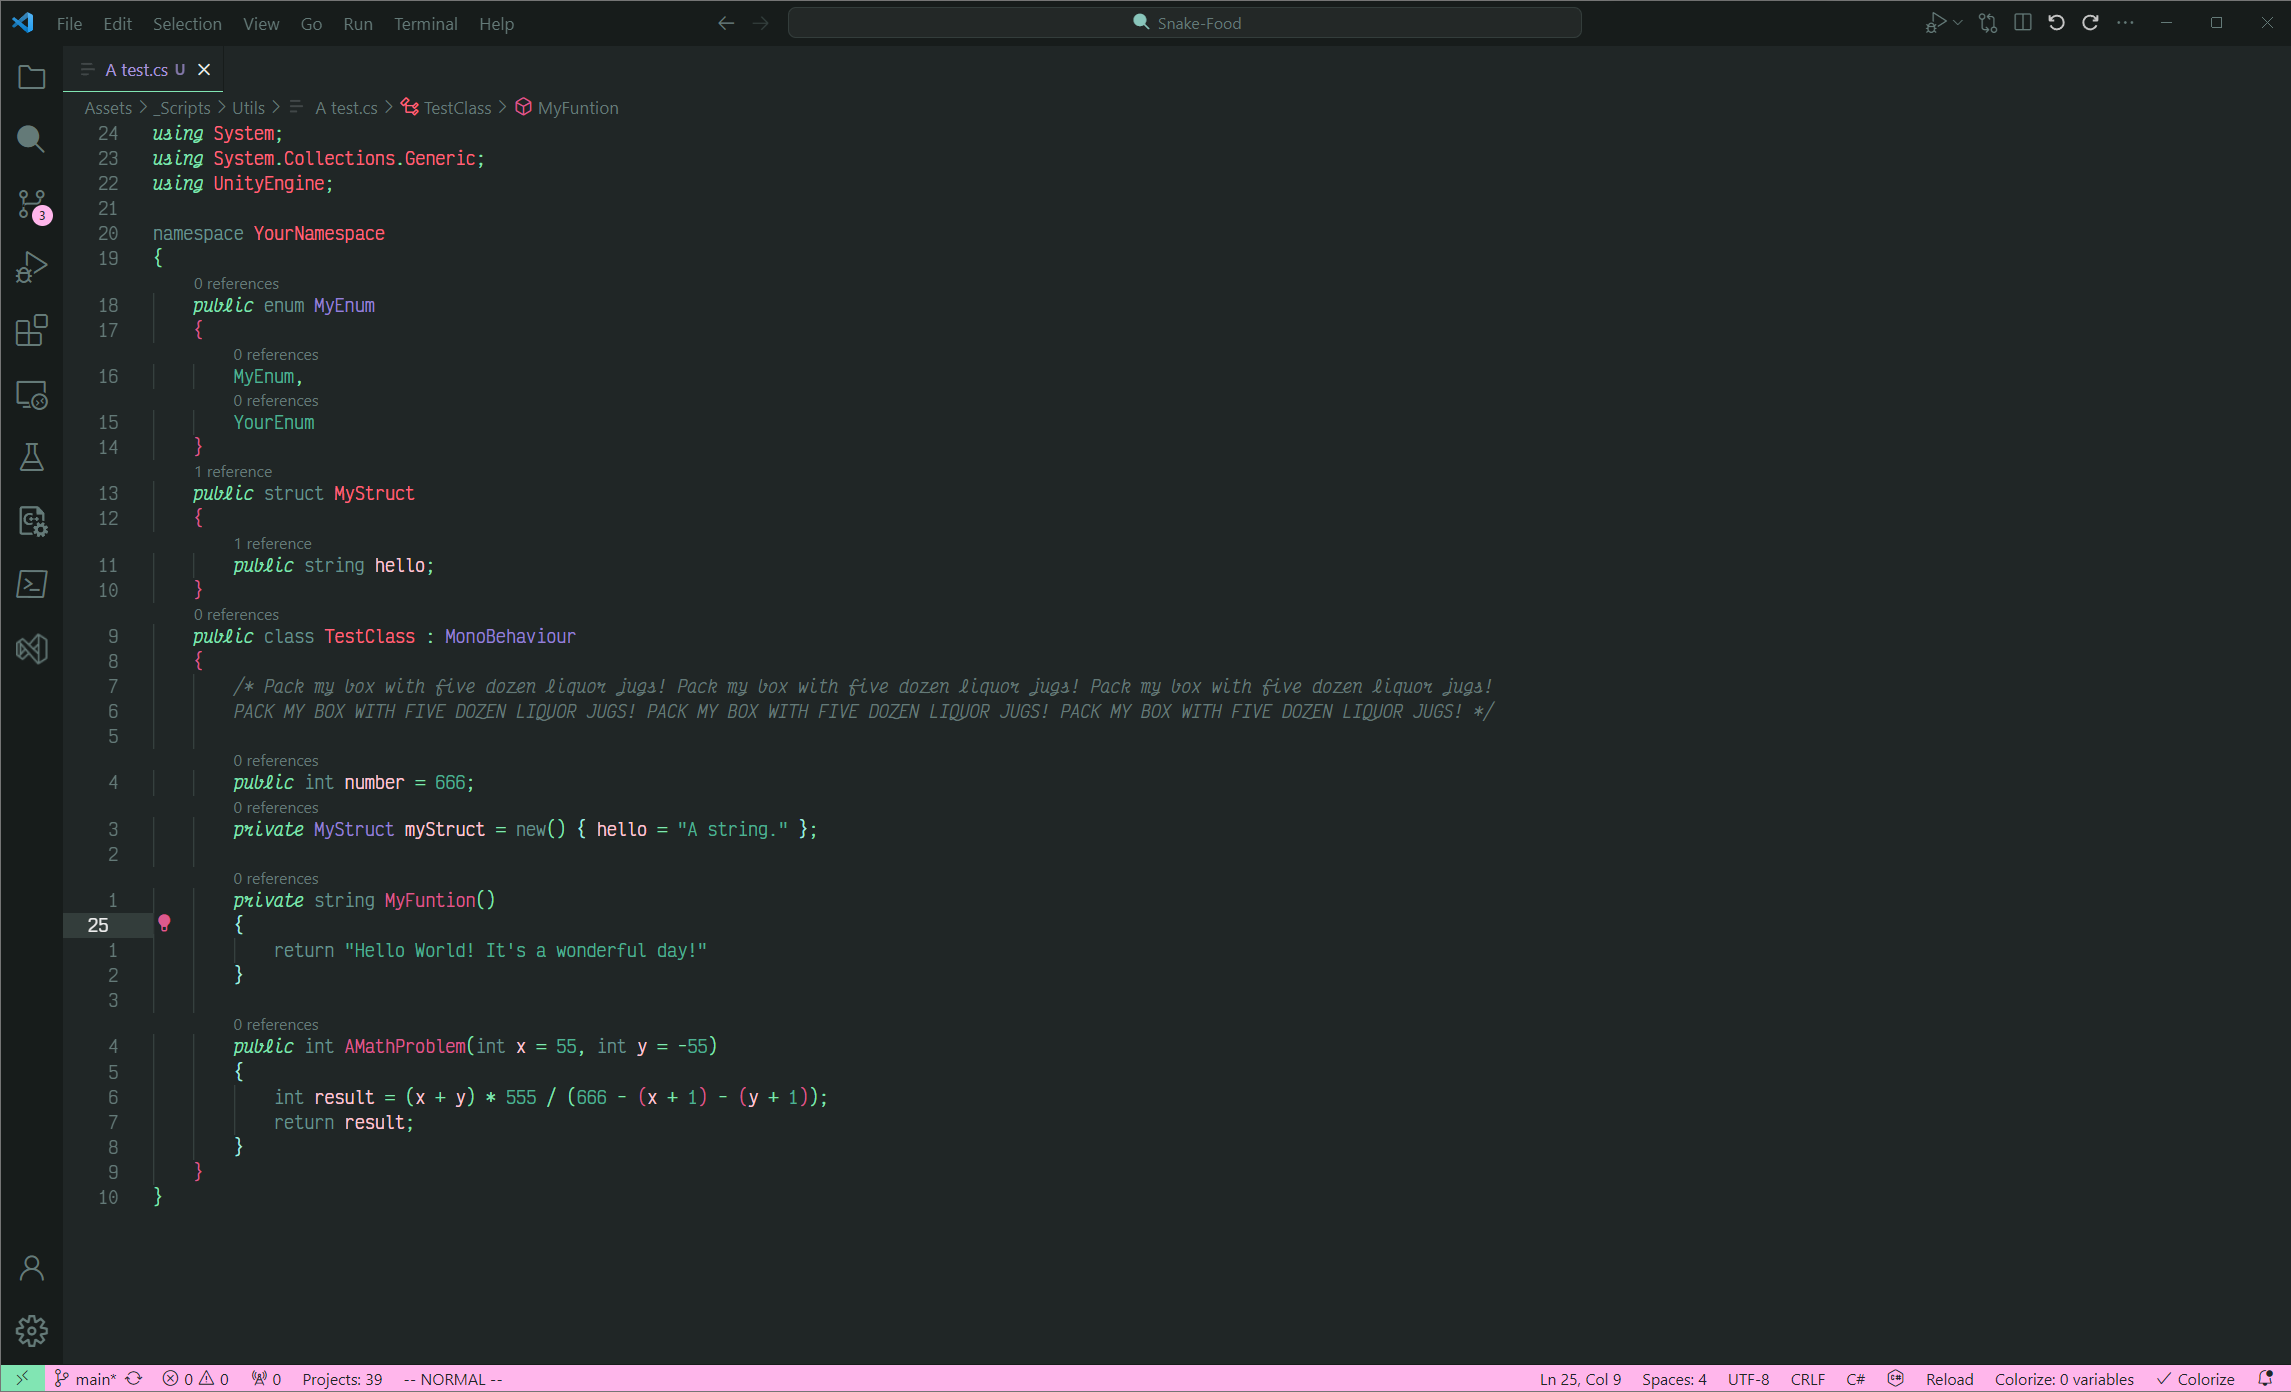 File Edit Selection View Go Run Terminal Help Snake-Food
A test.cs U
Assets _Scripts Utils A test.cs TestClass MyFuntion
24 using System;
23 using System.Collections.Generic;
22 using UnityEngine;
21
20 namespace YourNamespace
19 {
0 references
18 public enum MyEnum
17 {
0 references
16 MyEnum,
0 references
15 YourEnum
14 }
1 reference
13 public struct MyStruct
12 {
1 reference
11 public string hello;
10 }
0 references
9 public class TestClass : MonoBehaviour
8 {
7 /* Pack my box with five dozen liquor jugs! Pack my box with five dozen liquor jugs! Pack my box with five dozen liquor jugs!
6 PACK MY BOX WITH FIVE DOZEN LIQUOR JUGS! PACK MY BOX WITH FIVE DOZEN LIQUOR JUGS! PACK MY BOX WITH FIVE DOZEN LIQUOR JUGS! */
5
0 references
4 public int number = 666;
0 references
3 private MyStruct myStruct = new() { hello = "A string." };
2
0 references
1 private string MyFuntion()
25 {
1 return "Hello World! It's a wonderful day!"
2 }
3
0 references
4 public int AMathProblem(int x = 55, int y = -55)
5 {
6 int result = (x + y) * 555 / (666 - (x + 1) - (y + 1));
7 return result;
8 }
9 }
10 }
3
main* 0 0 0 Projects: 39 -- NORMAL -- Ln 25, Col 9 Spaces: 4 UTF-8 CRLF C# Reload Colorize: 0 variables Colorize